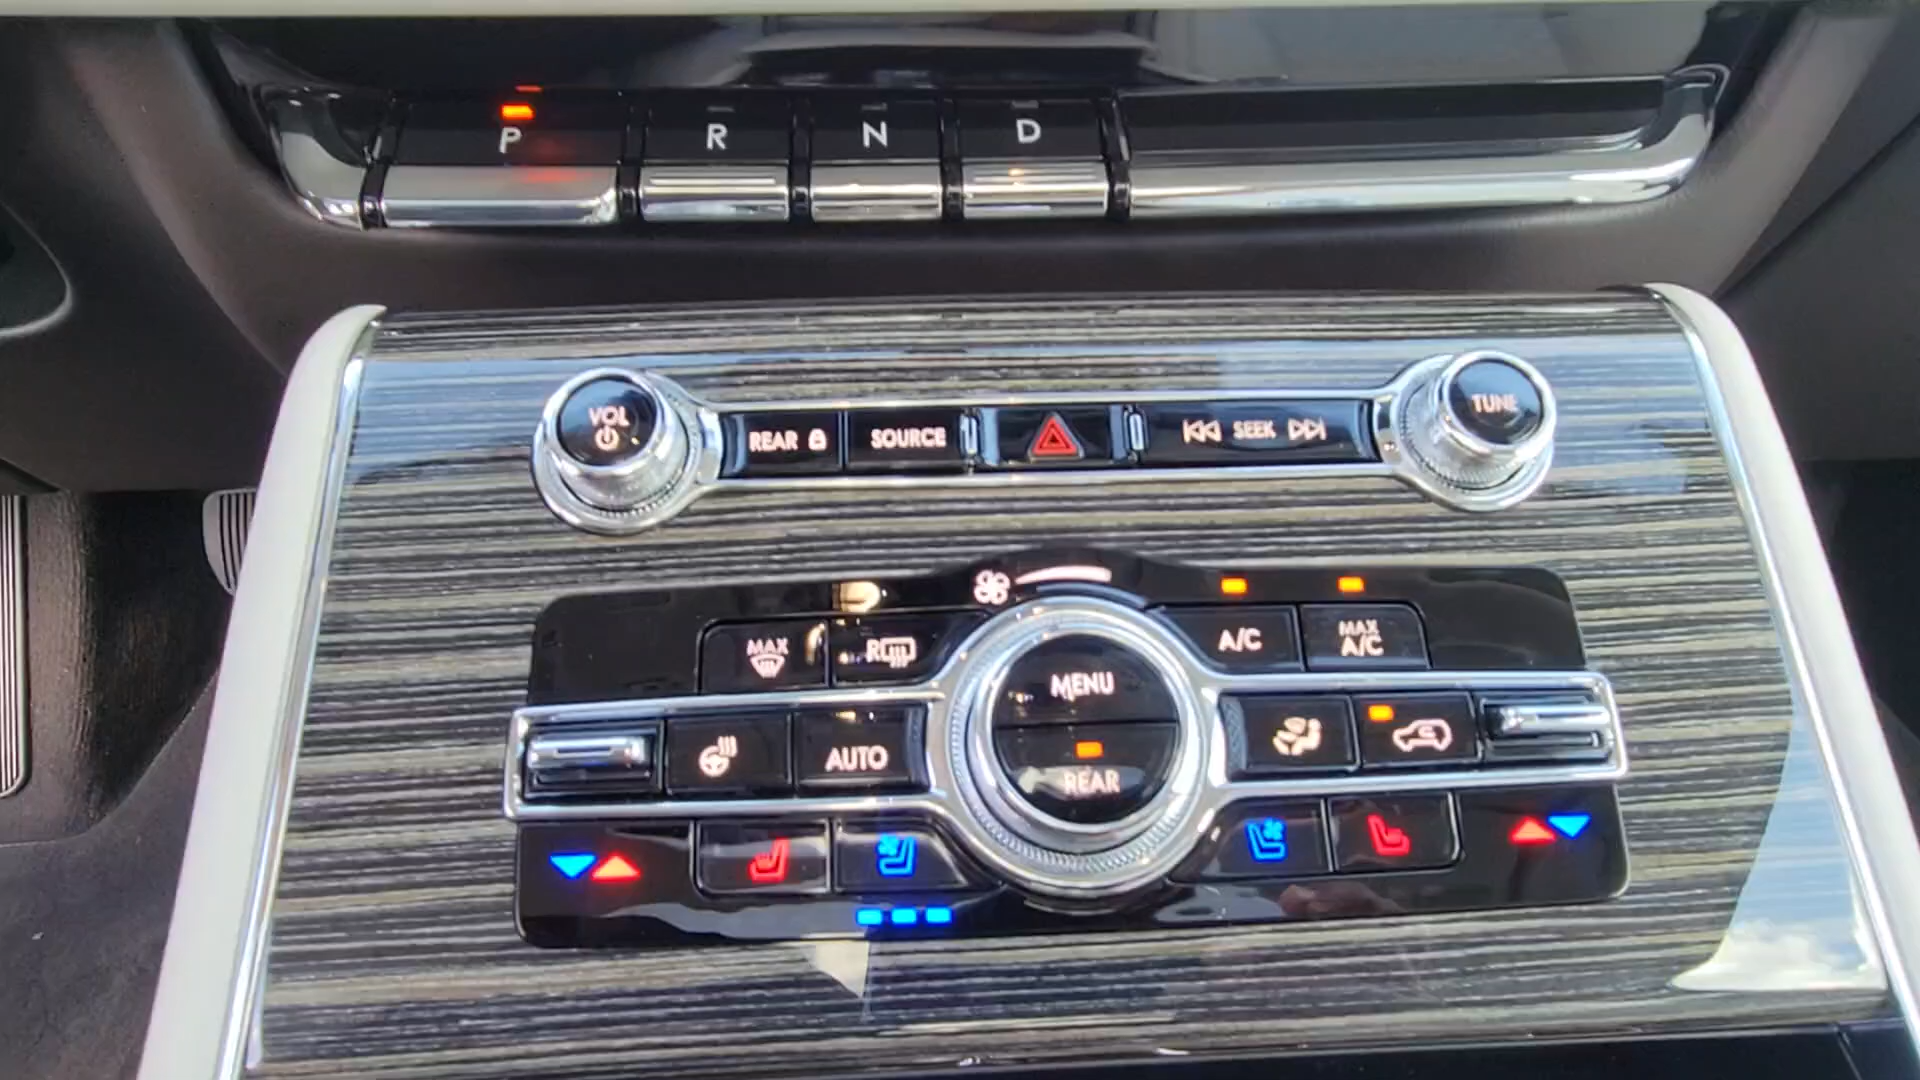 P R N D
VOL REAR SOURCE SEEK TUNE
MAX R A/C MAX A/C
MENU
AUTO
REAR